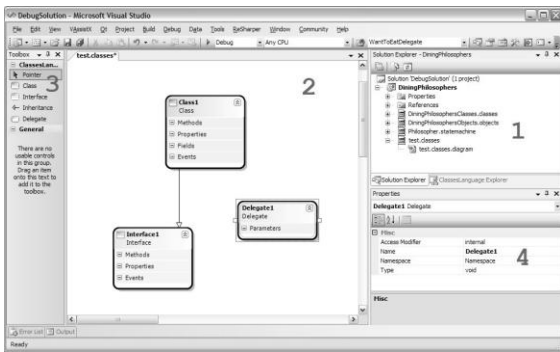 DebugSolution - Microsoft Visual Studio
File Edit View VAssistX Qt Project Build Debug Data Tools ReSharper Window Community Help
Debug Any CPU WantToEatDelegate
Toolbox
ClassesLan...
Pointer
Class
Interface
Inheritance
Delegate
General
There are no
usable controls
in this group.
Drag an item
onto this text to
add it to the
toolbox.
3
test.classes*
2
Class1
Class
Methods
Properties
Fields
Events
Interface1
Interface
Methods
Properties
Events
Delegate1
Delegate
Parameters
Solution Explorer - DiningPhilosophers
Solution 'DebugSolution' (1 project)
DiningPhilosophers
Properties
References
DiningPhilosophersClasses.classes
DiningPhilosophersObjects.objects
Philosopher.statemachine
test.classes
test.classes.diagram
1
Solution Explorer ClassesLanguage Explorer
Properties
Delegate1 Delegate
Misc
Access Modifier internal
Name Delegate1
Namespace Namespace
Type void
4
Misc
Error List Output
Ready